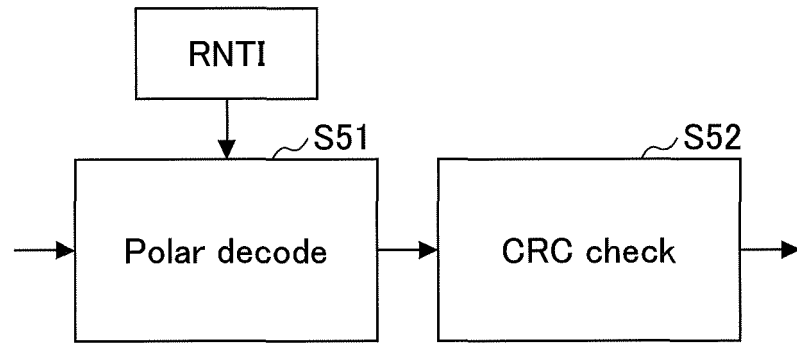 RNTI
S51
S52
Polar decode
CRC check